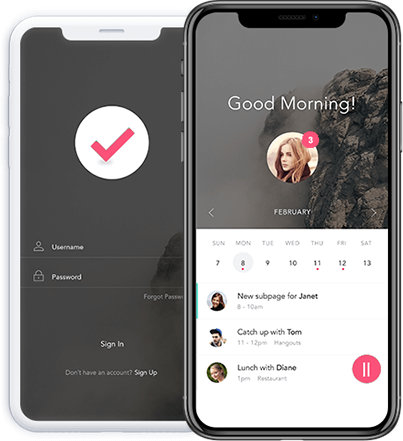 Username
Password
Forgot Passw
Sign In
Don't have an account? Sign Up
Good Morning!
3
FEBRUARY
SUN MON TUE WED THU FRI SAT
7 8 9 10 11 12 13
New subpage for Janet
8 - 10am
Catch up with Tom
11 - 12pm Hangouts
Lunch with Diane
1pm Restaurant